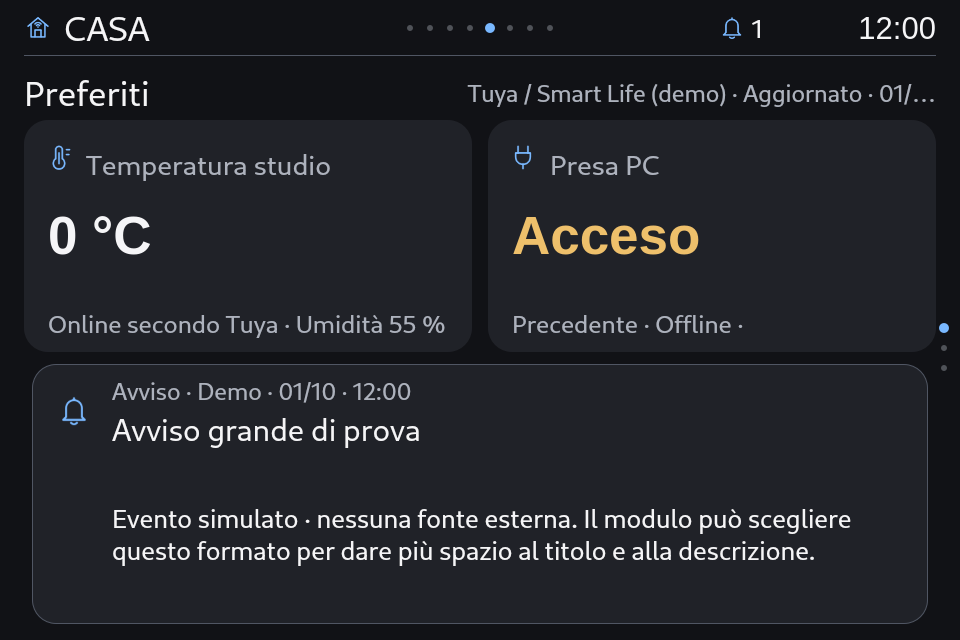 CASA
1
12:00
Preferiti
Tuya / Smart Life (demo) · Aggiornato · 01/…
Temperatura studio
0 °C
Online secondo Tuya · Umidità 55 %
Presa PC
Acceso
Precedente · Offline ·
Avviso · Demo · 01/10 · 12:00
Avviso grande di prova
Evento simulato · nessuna fonte esterna. Il modulo può scegliere
questo formato per dare più spazio al titolo e alla descrizione.